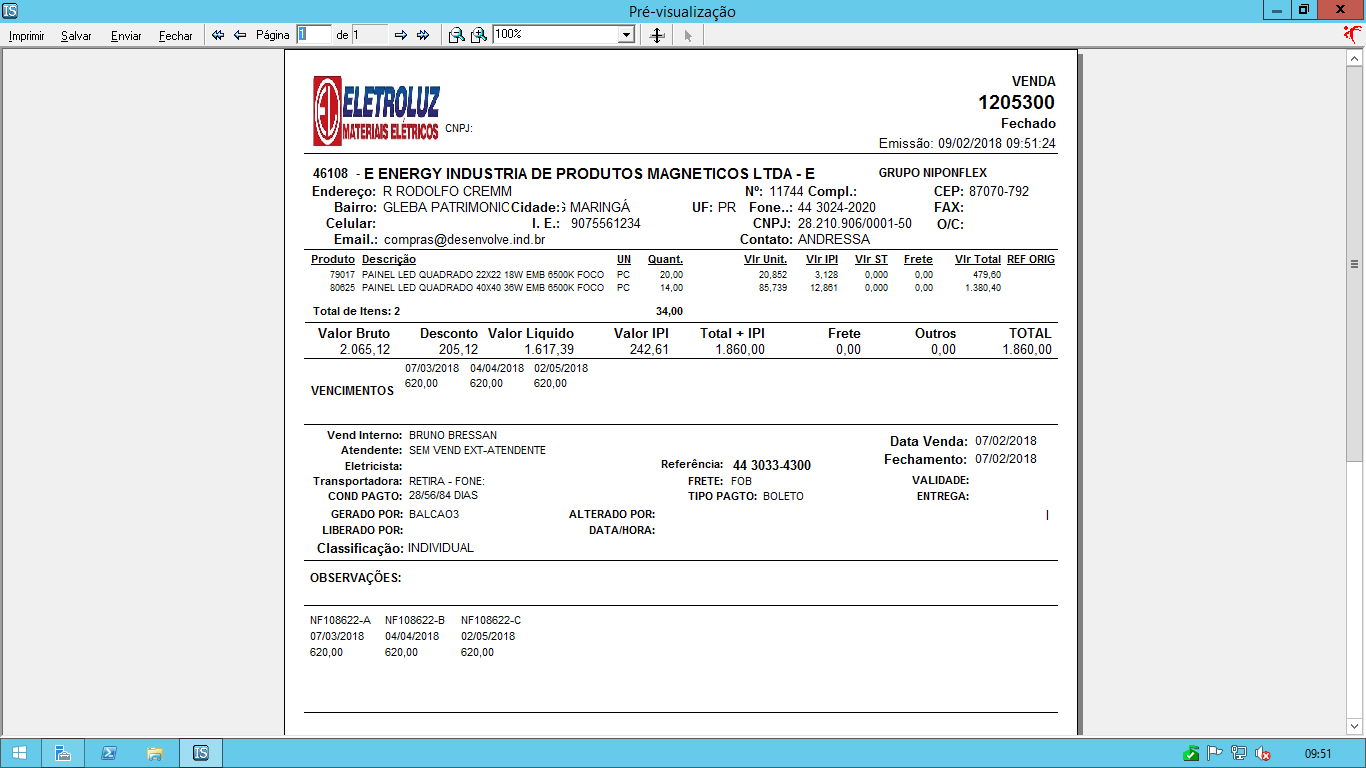 Pré-visualização
Imprimir Salvar Enviar Fechar Página 1 de 1 100%
ELETROLUZ
MATERIAIS ELÉTRICOS
CNPJ:
VENDA
1205300
Fechado
Emissão: 09/02/2018 09:51:24
46108 - E ENERGY INDUSTRIA DE PRODUTOS MAGNETICOS LTDA - E GRUPO NIPONFLEX
Endereço: R RODOLFO CREMM Nº: 11744 Compl.: CEP: 87070-792
Bairro: GLEBA PATRIMONIC Cidade: MARINGÁ UF: PR Fone..: 44 3024-2020 FAX:
Celular: I. E.: 9075561234 CNPJ: 28.210.906/0001-50 O/C:
Email.: compras@desenvolve.ind.br Contato: ANDRESSA
Produto Descrição UN Quant. Vlr Unit. Vlr IPI Vlr ST Frete Vlr Total REF ORIG
79017 PAINEL LED QUADRADO 22X22 18W EMB 6500K FOCO PC 20,00 20,852 3,128 0,000 0,00 479,60
80625 PAINEL LED QUADRADO 40X40 36W EMB 6500K FOCO PC 14,00 85,739 12,861 0,000 0,00 1.380,40
Total de Itens: 2 34,00
Valor Bruto Desconto Valor Liquido Valor IPI Total + IPI Frete Outros TOTAL
2.065,12 205,12 1.617,39 242,61 1.860,00 0,00 0,00 1.860,00
07/03/2018 04/04/2018 02/05/2018
620,00 620,00 620,00
VENCIMENTOS
Vend Interno: BRUNO BRESSAN Data Venda: 07/02/2018
Atendente: SEM VEND EXT-ATENDENTE
Eletricista: Referência: 44 3033-4300 Fechamento: 07/02/2018
Transportadora: RETIRA - FONE: FRETE: FOB VALIDADE:
COND PAGTO: 28/56/84 DIAS TIPO PAGTO: BOLETO ENTREGA:
GERADO POR: BALCAO3 ALTERADO POR: |
LIBERADO POR: DATA/HORA:
Classificação: INDIVIDUAL
OBSERVAÇÕES:
NF108622-A NF108622-B NF108622-C
07/03/2018 04/04/2018 02/05/2018
620,00 620,00 620,00
09:51